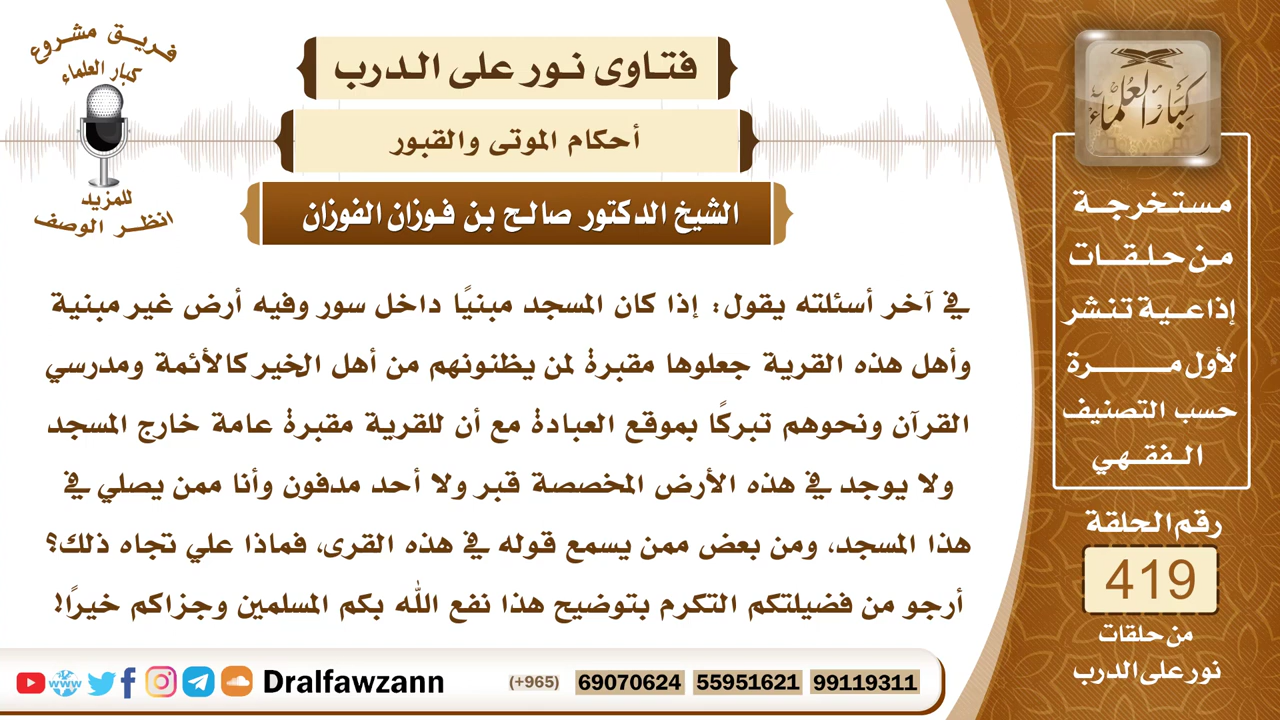 فريق مشروع
كبار العلماء
للمزيد
انظر الوصف
فتاوى نور على الدرب
أحكام الموتى والقبور
الشيخ الدكتور صالح بن فوزان الفوزان
في آخر أسئلته يقول: إذا كان المسجد مبنيًا داخل سور وفيه أرض غير مبنية
وأهل هذه القرية جعلوها مقبرة لمن يظنونهم من أهل الخير كالأئمة ومدرسي
القرآن ونحوهم تبركًا بموقع العبادة مع أن للقرية مقبرة عامة خارج المسجد
ولا يوجد في هذه الأرض المخصصة قبر ولا أحد مدفون وأنا ممن يصلي في
هذا المسجد، ومن بعض ممن يسمع قوله في هذه القرى، فماذا علي تجاه ذلك؟
أرجو من فضيلتكم التكرم بتوضيح هذا نفع الله بكم المسلمين وجزاكم خيرًا!
كبار العلماء
مستخرجة
من حلقات
إذاعية تنشر
لأول مرة
حسب التصنيف
الفقهي
رقم الحلقة
419
من حلقات
نور على الدرب
www Dralfawzann (+965) 69070624 55951621 99119311